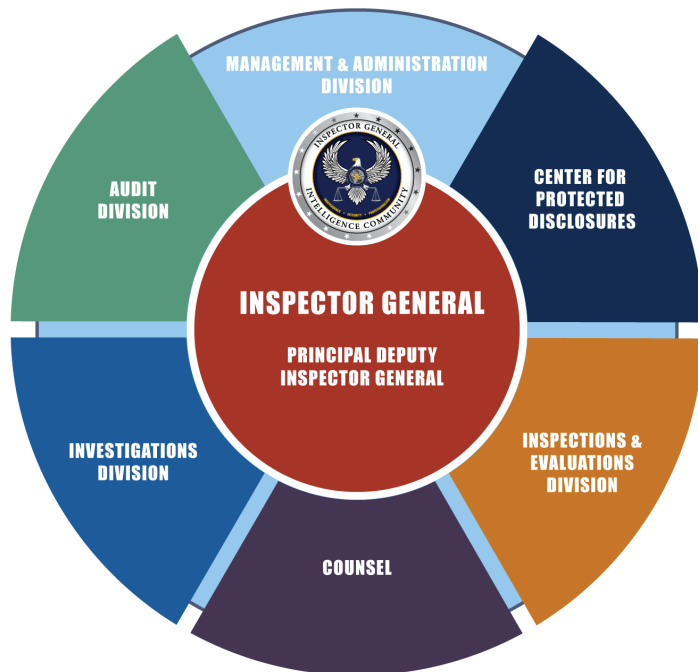 MANAGEMENT & ADMINISTRATION
DIVISION
INSPECTOR GENERAL
INTELLIGENCE COMMUNITY
AUDIT
DIVISION
CENTER FOR
PROTECTED
DISCLOSURES
INSPECTOR GENERAL
PRINCIPAL DEPUTY
INSPECTOR GENERAL
INVESTIGATIONS
DIVISION
INSPECTIONS &
EVALUATIONS
DIVISION
COUNSEL